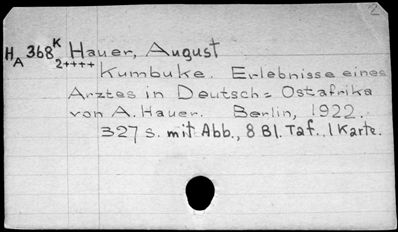 2
H_A 368 K 2++++ Hauer, August
Kumbuke. Erlebnisse eines
Arztes in Deutsch= Ostafrika
von A. Hauer. Berlin, 1922.
327 s. mit Abb., 8 Bl. Taf., 1 Karte.